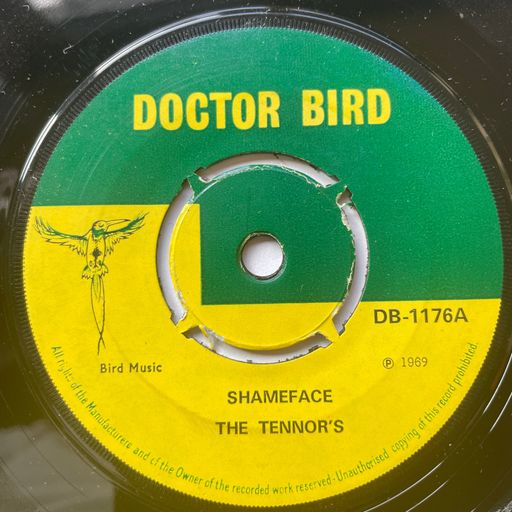 DOCTOR BIRD
DB-1176A
Bird Music
℗ 1969
SHAMEFACE
THE TENNOR'S
All rights of the Manufacturers and of the Owner of the recorded work reserved-Unauthorised copying of this record prohibited.